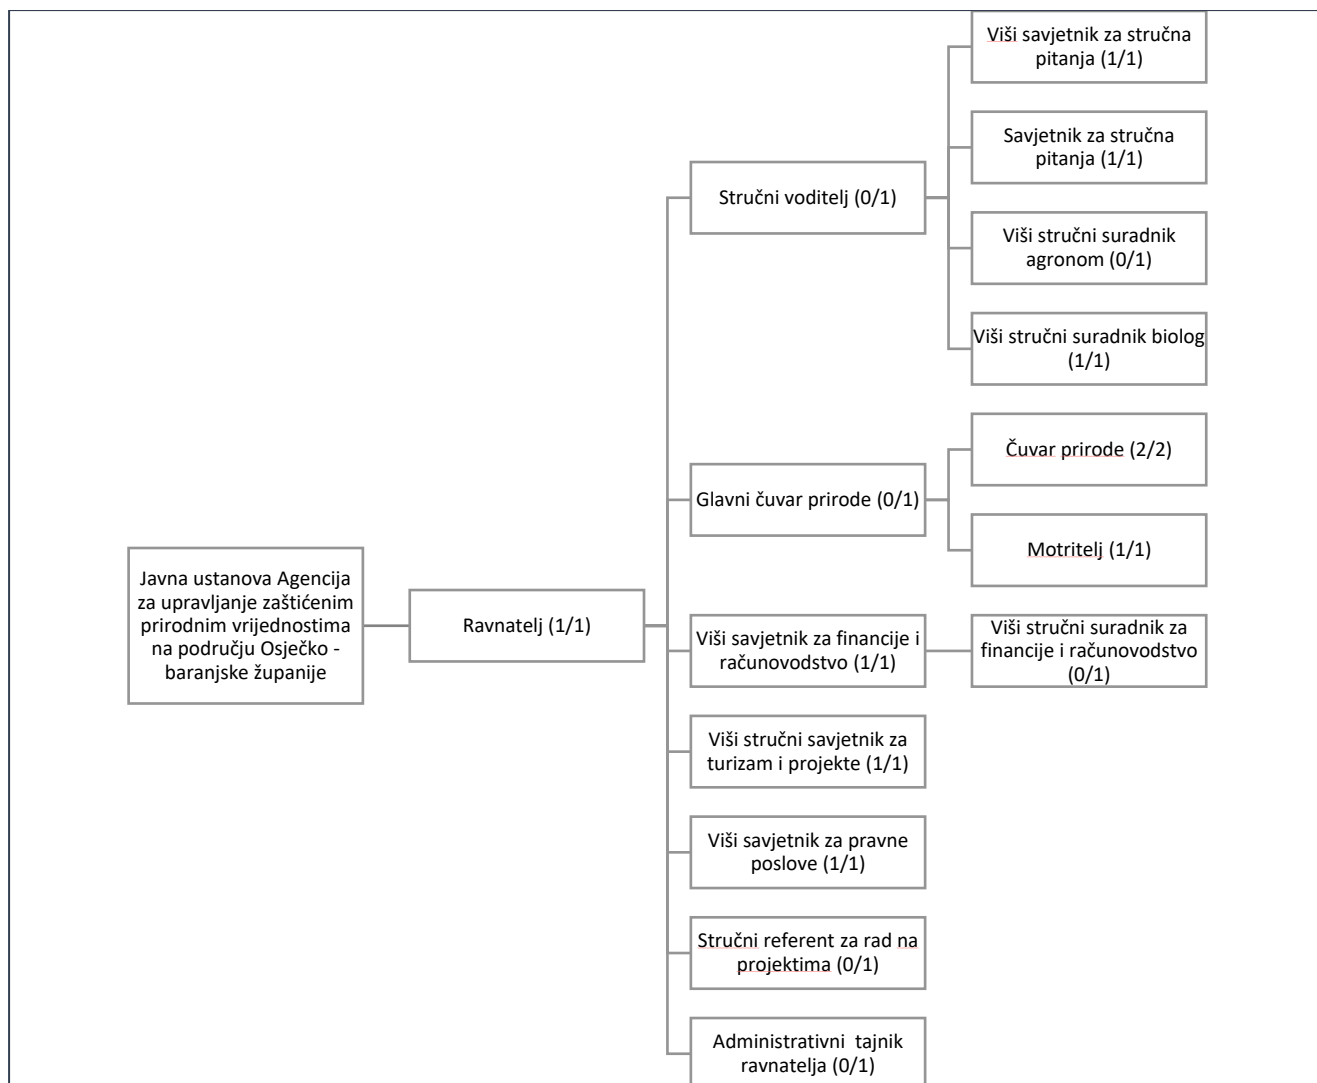 Javna ustanova Agencija
za upravljanje zaštićenim
prirodnim vrijednostima
na području Osječko -
baranjske županije
Ravnatelj (1/1)
Stručni voditelj (0/1)
Viši savjetnik za stručna
pitanja (1/1)
Savjetnik za stručna
pitanja (1/1)
Viši stručni suradnik
agronom (0/1)
Viši stručni suradnik biolog
(1/1)
Glavni čuvar prirode (0/1)
Čuvar prirode (2/2)
Motritelj (1/1)
Viši savjetnik za financije i
računovodstvo (1/1)
Viši stručni suradnik za
financije i računovodstvo
(0/1)
Viši stručni savjetnik za
turizam i projekte (1/1)
Viši savjetnik za pravne
poslove (1/1)
Stručni referent za rad na
projektima (0/1)
Administrativni  tajnik
ravnatelja (0/1)